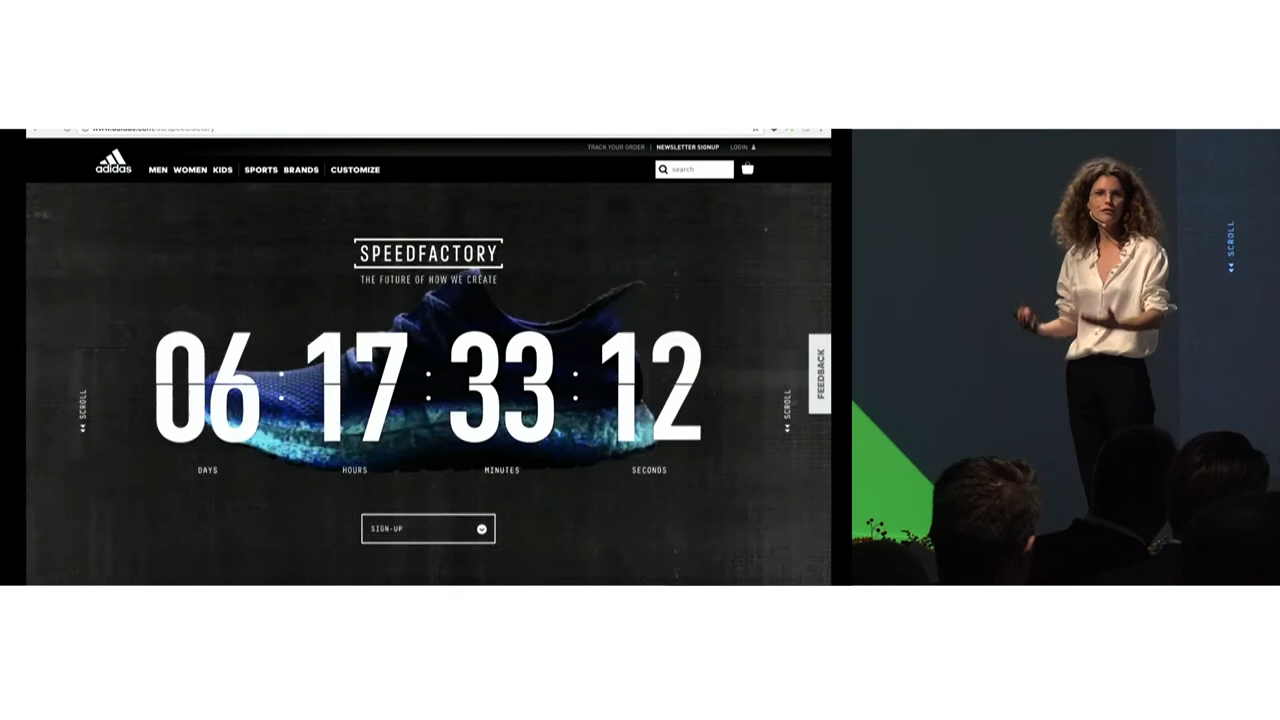 TRACK YOUR ORDER | NEWSLETTER SIGNUP LOGIN
adidas
MEN WOMEN KIDS SPORTS BRANDS CUSTOMIZE
search
SPEEDFACTORY
THE FUTURE OF HOW WE CREATE
06 : 17 : 33 : 12
DAYS HOURS MINUTES SECONDS
SCROLL
SCROLL
FEEDBACK
SIGN-UP
SCROLL